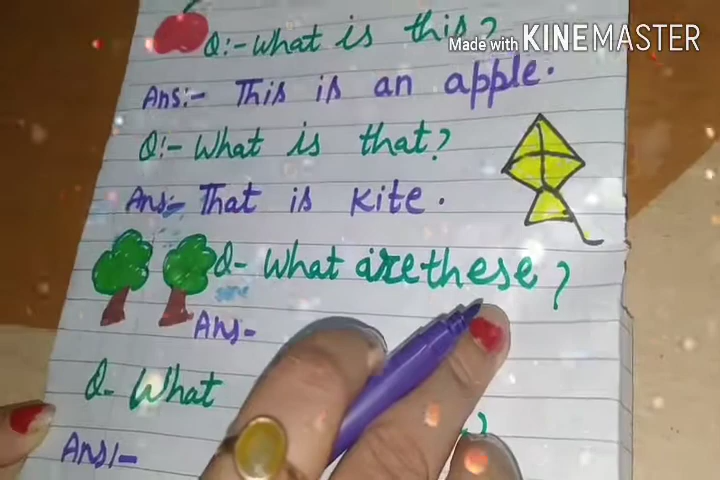 Q:- What is this?
Made with KINEMASTER
Ans:- This is an apple.
Q:- What is that?
Ans:- That is kite.
Q- What are these?
Ans-
Q- What
Ans:-